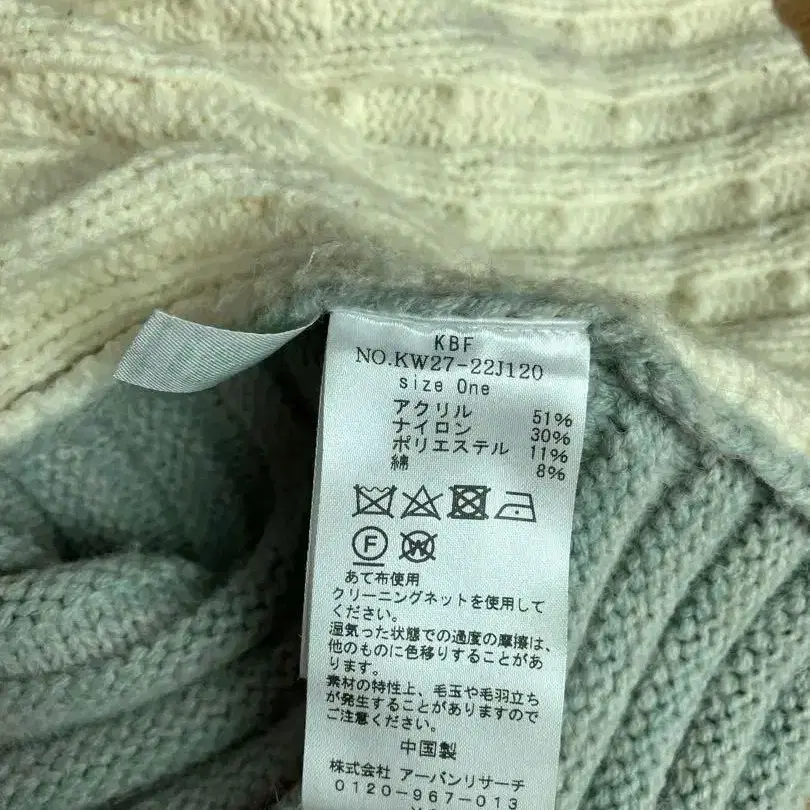 KBF
NO.KW27-22J120
size One
アクリル 51%
ナイロン 30%
ポリエステル 11%
綿 8%
F W
あて布使用
クリーニングネットを使用して
ください。
湿気った状態での過度の摩擦は、
他のものに色移りすることがあ
ります。
素材の特性上、毛玉や毛羽立ち
が発生することがありますので
ご注意ください。
中国製
株式会社 アーバンリサーチ
0120-967-013